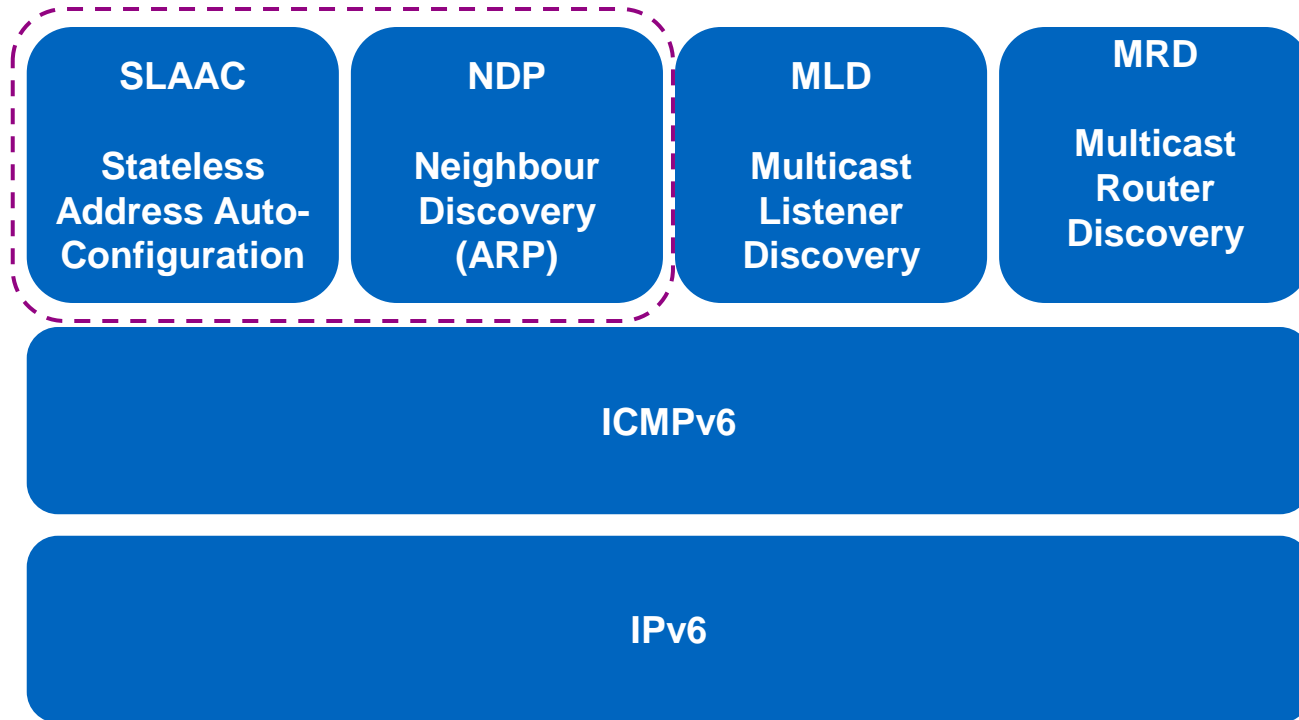 SLAAC
Stateless
Address Auto-
Configuration
NDP
Neighbour
Discovery
(ARP)
MLD
Multicast
Listener
Discovery
MRD
Multicast
Router
Discovery
ICMPv6
IPv6